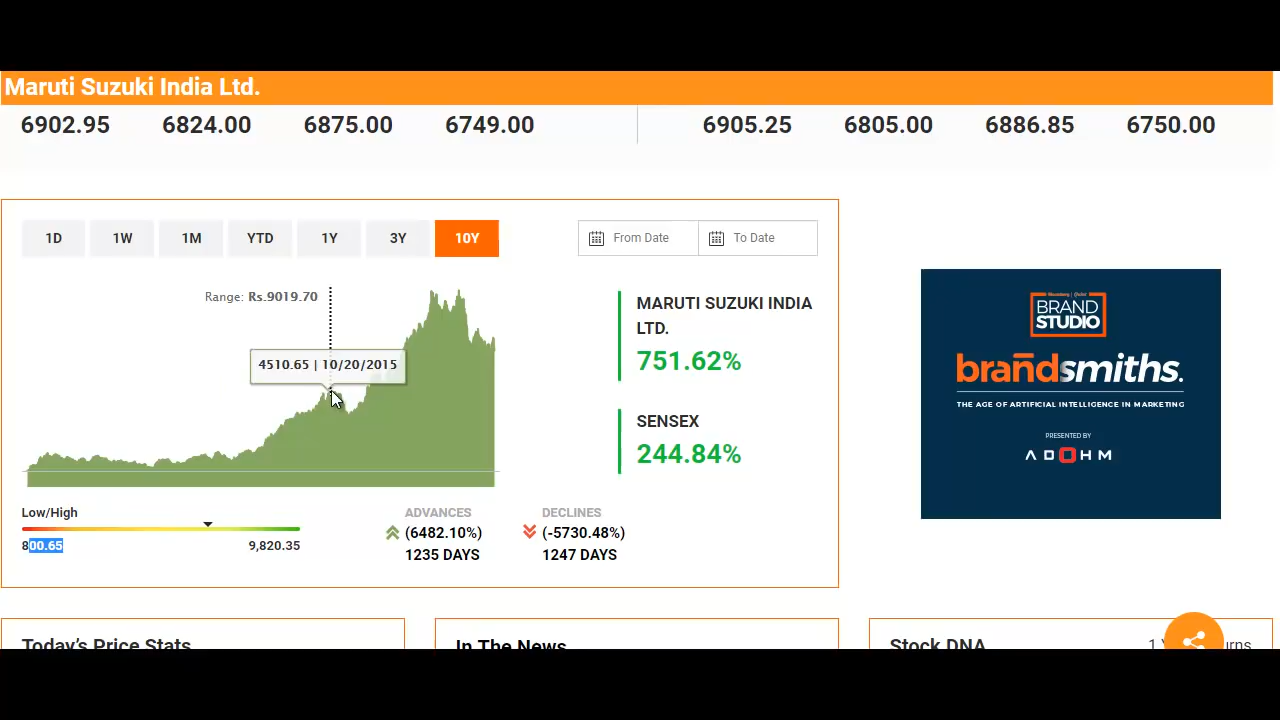 Maruti Suzuki India Ltd.
6902.95 6824.00 6875.00 6749.00 6905.25 6805.00 6886.85 6750.00
1D 1W 1M YTD 1Y 3Y 10Y
From Date To Date
Range: Rs.9019.70
4510.65 | 10/20/2015
MARUTI SUZUKI INDIA
LTD.
751.62%
SENSEX
244.84%
Low/High
800.65 9,820.35
ADVANCES
(6482.10%)
1235 DAYS
DECLINES
(-5730.48%)
1247 DAYS
BRAND
STUDIO
brandsmiths.
THE AGE OF ARTIFICIAL INTELLIGENCE IN MARKETING
PRESENTED BY
ADOHM
Today's Price Stats
In The News
Stock DNA